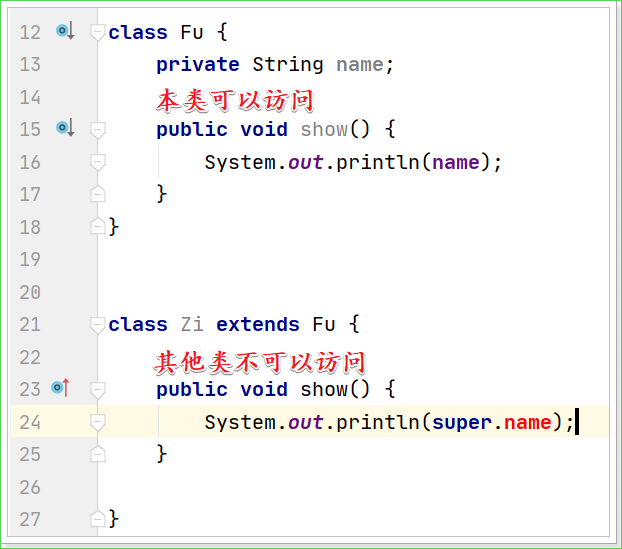 12 class Fu {
13 private String name;
14 本类可以访问
15 public void show() {
16 System.out.println(name);
17 }
18 }
19
20
21 class Zi extends Fu {
22 其他类不可以访问
23 public void show() {
24 System.out.println(super.name);
25 }
26
27 }